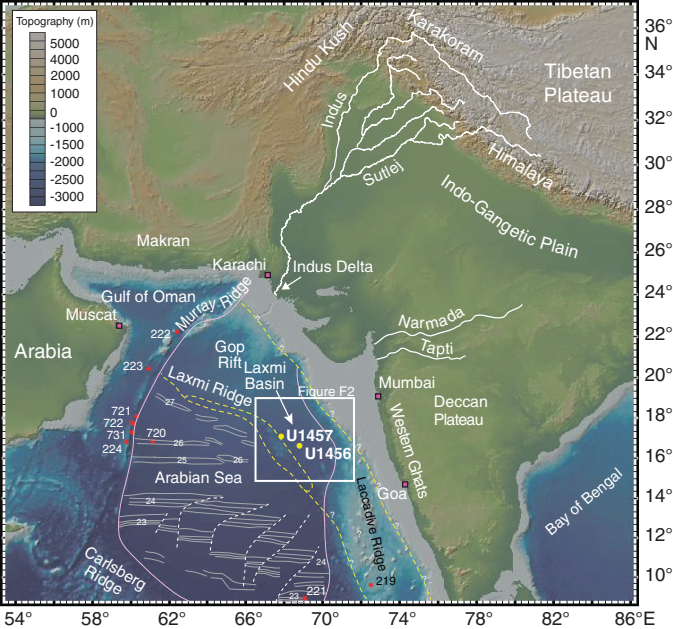 Topography (m)
5000
4000
2000
1000
0
-1000
-1500
-2000
-2500
-3000
36°
N
34°
32°
30°
28°
26°
24°
22°
20°
18°
16°
14°
12°
10°
Hindu Kush
Karakoram
Tibetan
Plateau
Indus
Sutlej
Himalaya
Indo-Gangetic Plain
Makran
Karachi
Indus Delta
Gulf of Oman
Murray Ridge
Muscat
222
Arabia
223
Narmada
Tapti
Gop
Rift
Laxmi
Basin
Laxmi Ridge
Figure F2
Mumbai
Deccan
Plateau
Western Ghats
27
721
722
731
720
224
26
25
26
U1457
U1456
Arabian Sea
Laccadive Ridge
Goa
Bay of Bengal
24
23
24
Carlsberg
Ridge
219
23
221
? ? ? ? ? ? ? ? ?
54°
58°
62°
66°
70°
74°
78°
82°
86°E